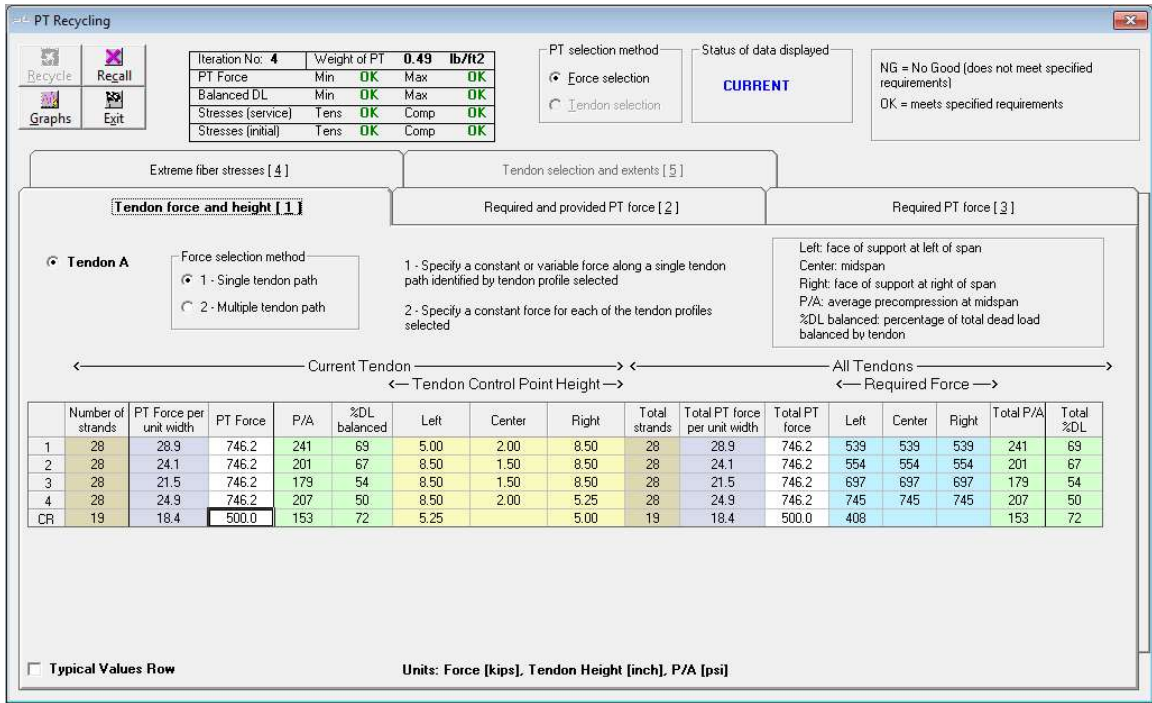 PT Recycling
Recycle Recall
Graphs Exit
Iteration No: 4 Weight of PT 0.49 lb/ft2
PT Force Min OK Max OK
Balanced DL Min OK Max OK
Stresses (service) Tens OK Comp OK
Stresses (initial) Tens OK Comp OK
PT selection method
Force selection
Tendon selection
Status of data displayed
CURRENT
NG = No Good (does not meet specified
requirements)
OK = meets specified requirements
Extreme fiber stresses [ 4 ]
Tendon selection and extents [ 5 ]
Tendon force and height [ 1 ]
Required and provided PT force [ 2 ]
Required PT force [ 3 ]
Tendon A
Force selection method
1 - Single tendon path
2 - Multiple tendon path
1 - Specify a constant or variable force along a single tendon
path identified by tendon profile selected
2 - Specify a constant force for each of the tendon profiles
selected
Left: face of support at left of span
Center: midspan
Right: face of support at right of span
P/A: average precompression at midspan
%DL balanced: percentage of total dead load
balanced by tendon
<—— Current Tendon ——> <—— All Tendons ——>
<— Tendon Control Point Height —> <— Required Force —>
Number of strands PT Force per unit width PT Force P/A %DL balanced Left Center Right Total strands Total PT force per unit width Total PT force Left Center Right Total P/A Total %DL
1 28 28.9 746.2 241 69 5.00 2.00 8.50 28 28.9 746.2 539 539 539 241 69
2 28 24.1 746.2 201 67 8.50 1.50 8.50 28 24.1 746.2 554 554 554 201 67
3 28 21.5 746.2 179 54 8.50 1.50 8.50 28 21.5 746.2 697 697 697 179 54
4 28 24.9 746.2 207 50 8.50 2.00 5.25 28 24.9 746.2 745 745 745 207 50
CR 19 18.4 500.0 153 72 5.25 5.00 19 18.4 500.0 408 153 72
Typical Values Row
Units: Force [kips], Tendon Height [inch], P/A [psi]